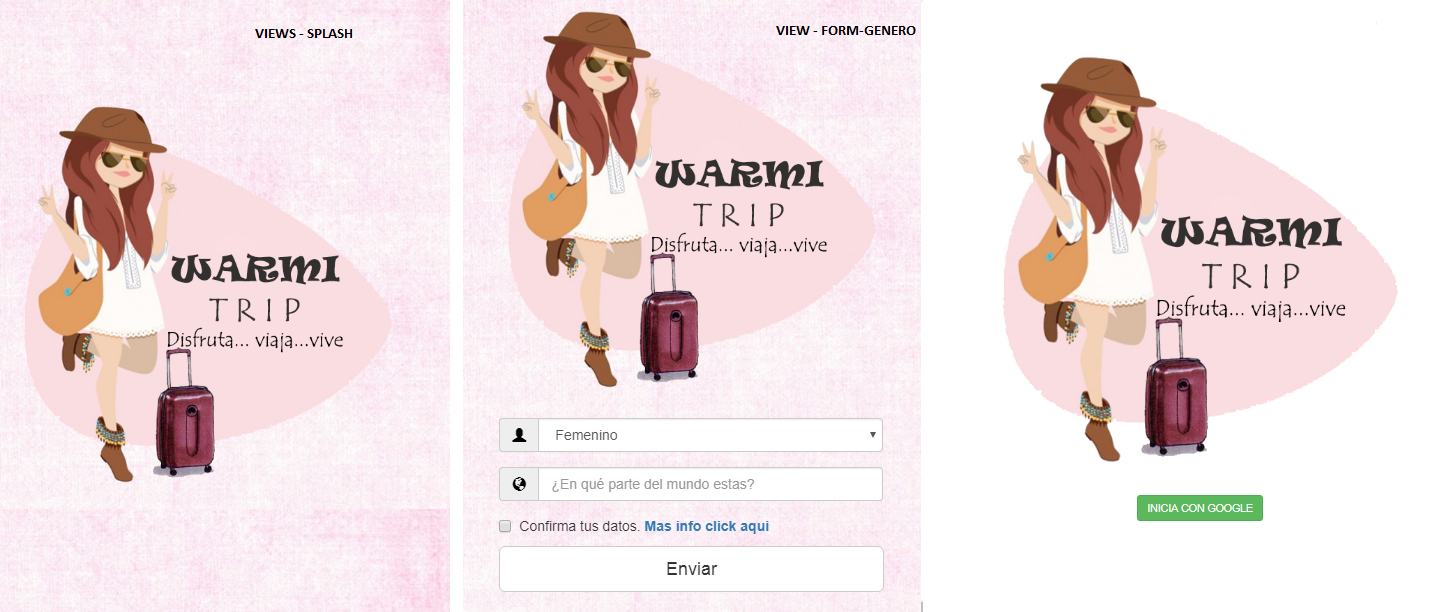 VIEWS - SPLASH
WARMI
TRIP
Disfruta... viaja...vive
VIEW - FORM-GENERO
WARMI
TRIP
Disfruta... viaja...vive
Femenino
¿En qué parte del mundo estas?
Confirma tus datos. Mas info click aqui
Enviar
WARMI
TRIP
Disfruta... viaja...vive
INICIA CON GOOGLE